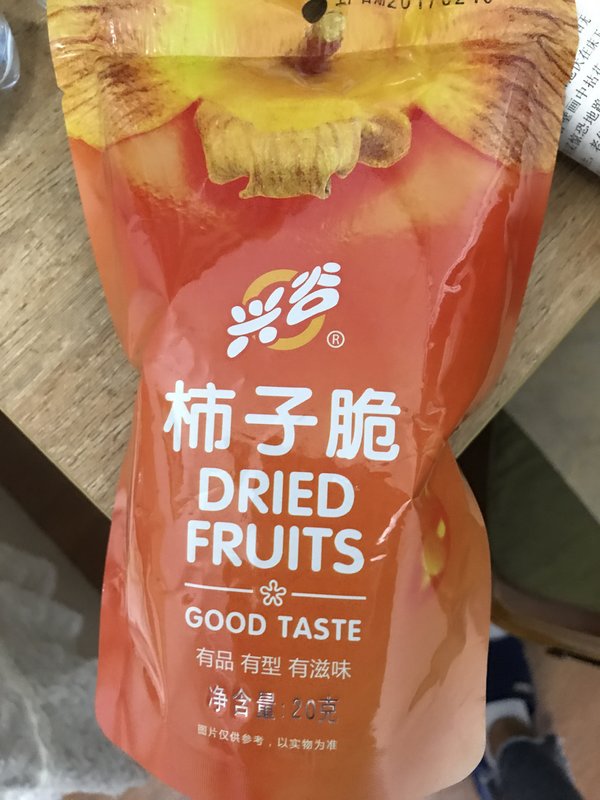 兴谷
®
柿子脆
DRIED
FRUITS
GOOD TASTE
有品 有型 有滋味
净含量:20克
图片仅供参考，以实物为准